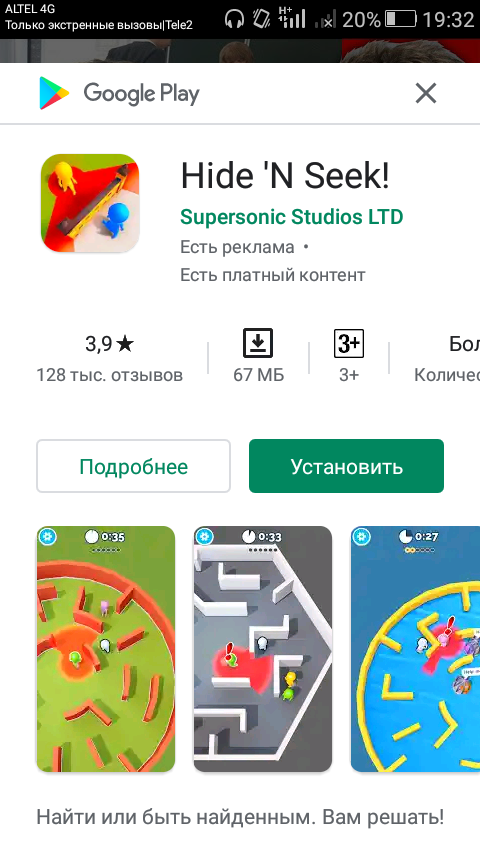 ALTEL 4G
Только экстренные вызовы|Tele2
H+
20%
19:32
Google Play
Hide 'N Seek!
Supersonic Studios LTD
Есть реклама •
Есть платный контент
3,9★
128 тыс. отзывов
67 МБ
3+
3+
Бол
Количес
Подробнее
Установить
0:35
0:33
0:27
Найти или быть найденным. Вам решать!